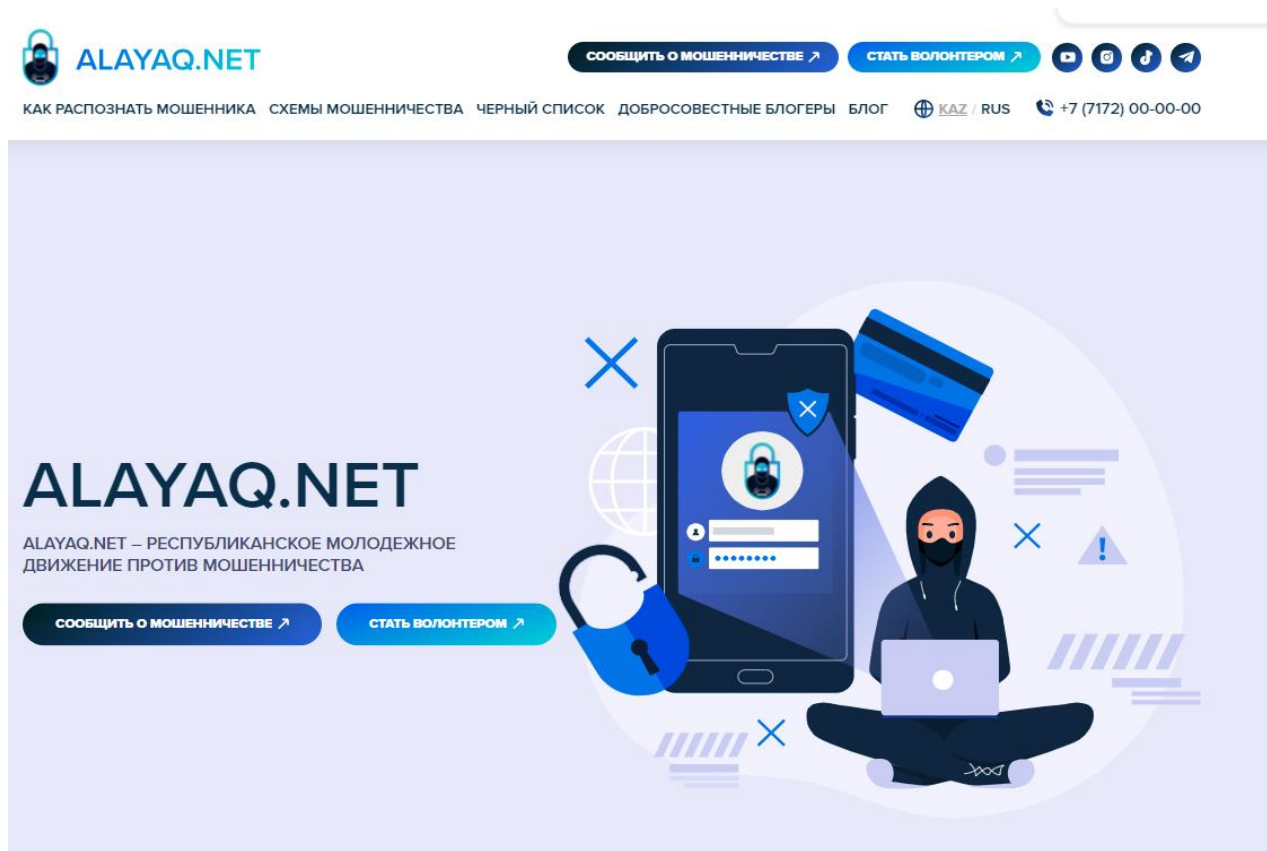 ALAYAQ.NET
СООБЩИТЬ О МОШЕННИЧЕСТВЕ ↗
СТАТЬ ВОЛОНТЕРОМ ↗
КАК РАСПОЗНАТЬ МОШЕННИКА СХЕМЫ МОШЕННИЧЕСТВА ЧЕРНЫЙ СПИСОК ДОБРОСОВЕСТНЫЕ БЛОГЕРЫ БЛОГ KAZ / RUS +7 (7172) 00-00-00
ALAYAQ.NET
ALAYAQ.NET – РЕСПУБЛИКАНСКОЕ МОЛОДЕЖНОЕ
ДВИЖЕНИЕ ПРОТИВ МОШЕННИЧЕСТВА
СООБЩИТЬ О МОШЕННИЧЕСТВЕ ↗
СТАТЬ ВОЛОНТЕРОМ ↗